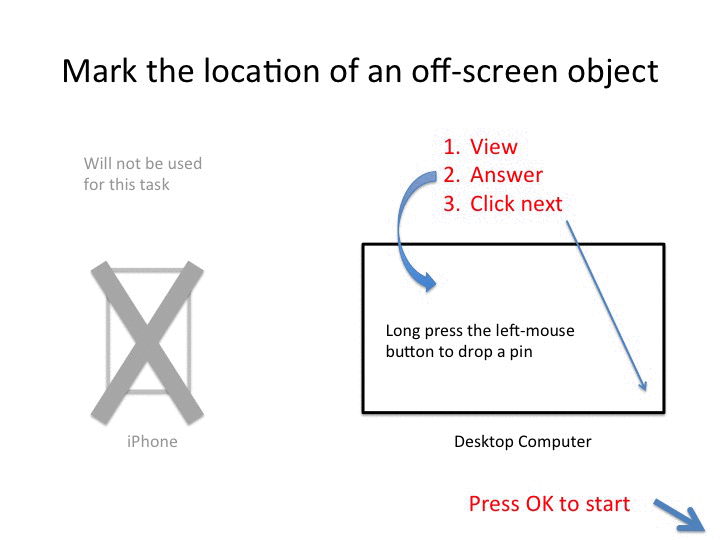 Mark the location of an off-screen object
Will not be used
for this task
1. View
2. Answer
3. Click next
Long press the left-mouse
button to drop a pin
iPhone
Desktop Computer
Press OK to start